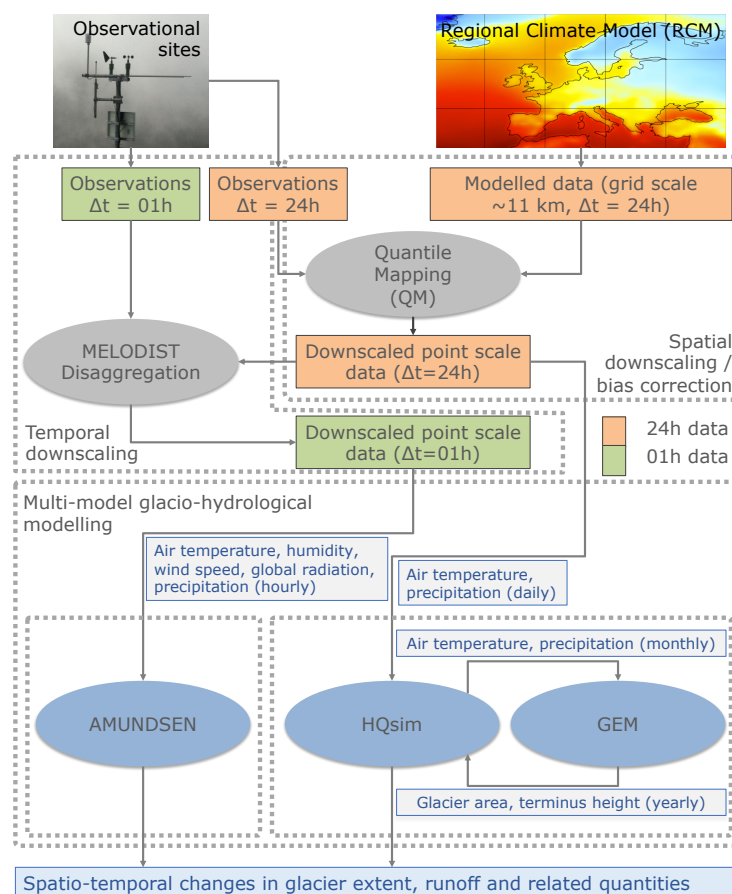 Observational
sites
Regional Climate Model (RCM)
Observations
Δt = 01h
Observations
Δt = 24h
Modelled data (grid scale
~11 km, Δt = 24h)
Quantile
Mapping
(QM)
MELODIST
Disaggregation
Downscaled point scale
data (Δt=24h)
Spatial
downscaling /
bias correction
Temporal
downscaling
Downscaled point scale
data (Δt=01h)
24h data
01h data
Multi-model glacio-hydrological
modelling
Air temperature, humidity,
wind speed, global radiation,
precipitation (hourly)
Air temperature,
precipitation (daily)
Air temperature, precipitation (monthly)
AMUNDSEN
HQsim
GEM
Glacier area, terminus height (yearly)
Spatio-temporal changes in glacier extent, runoff and related quantities